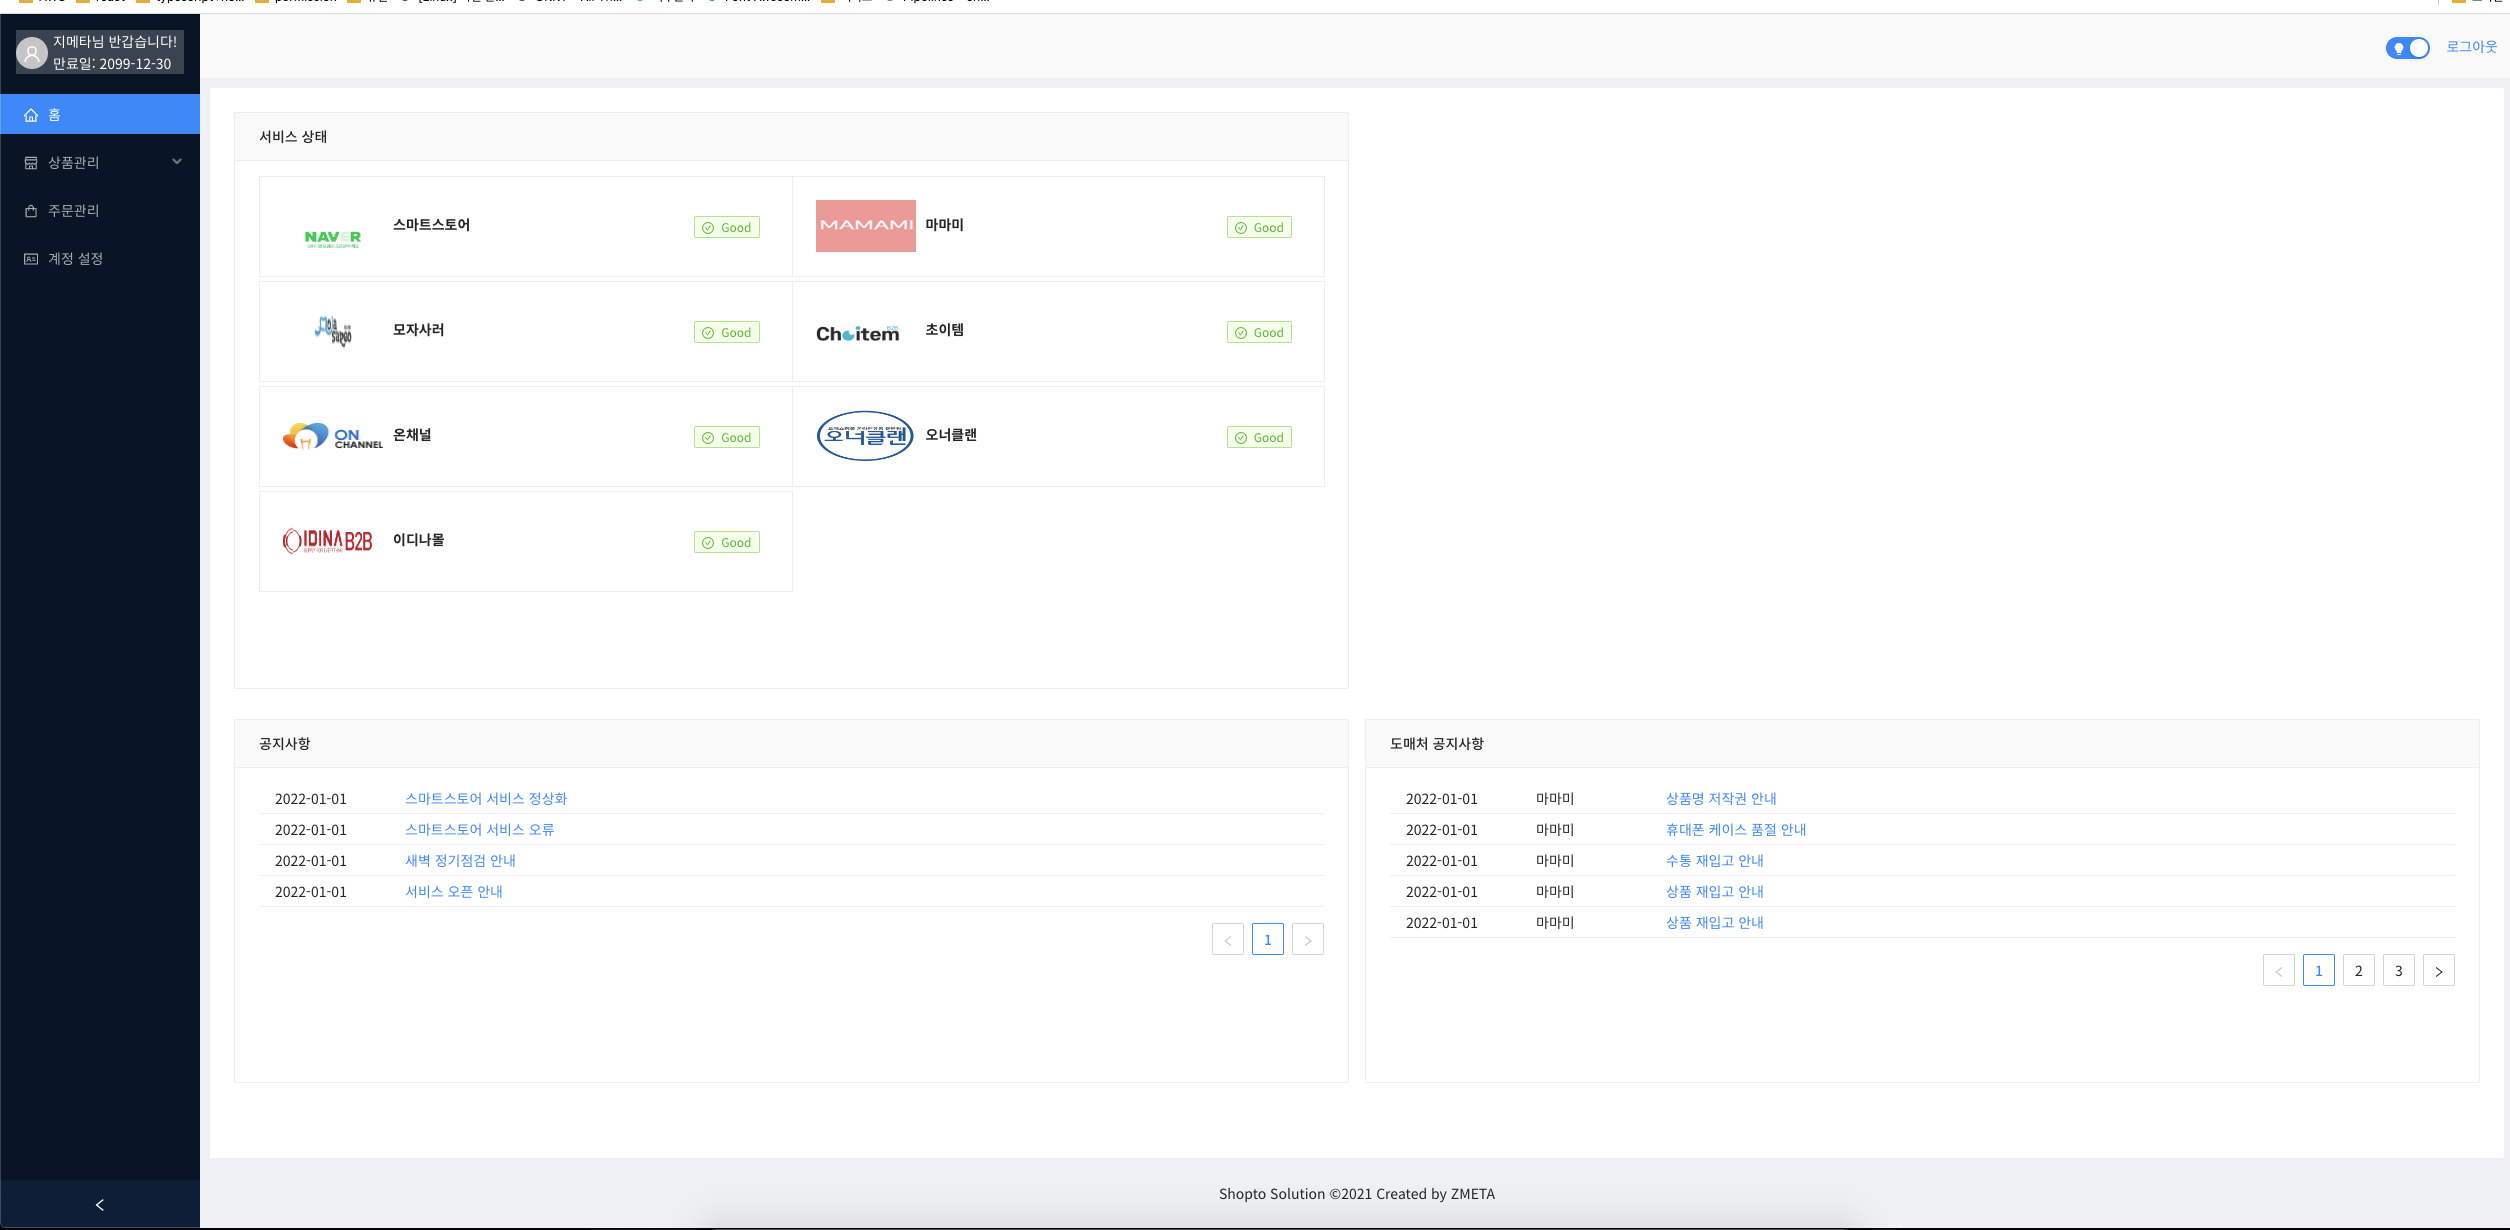 지메타님 반갑습니다!
만료일: 2099-12-30
로그아웃
홈
상품관리
주문관리
계정 설정
서비스 상태
NAVER
스마트스토어
Good
MAMAMI
마마미
Good
모자사러
Good
Choitem
초이템
Good
ON
CHANNEL
온채널
Good
오너클랜
오너클랜
Good
IDINA B2B
이디나몰
Good
공지사항
2022-01-01 스마트스토어 서비스 정상화
2022-01-01 스마트스토어 서비스 오류
2022-01-01 새벽 정기점검 안내
2022-01-01 서비스 오픈 안내
< 1 >
도매처 공지사항
2022-01-01 마마미 상품명 저작권 안내
2022-01-01 마마미 휴대폰 케이스 품절 안내
2022-01-01 마마미 수통 재입고 안내
2022-01-01 마마미 상품 재입고 안내
2022-01-01 마마미 상품 재입고 안내
< 1 2 3 >
Shopto Solution ©2021 Created by ZMETA